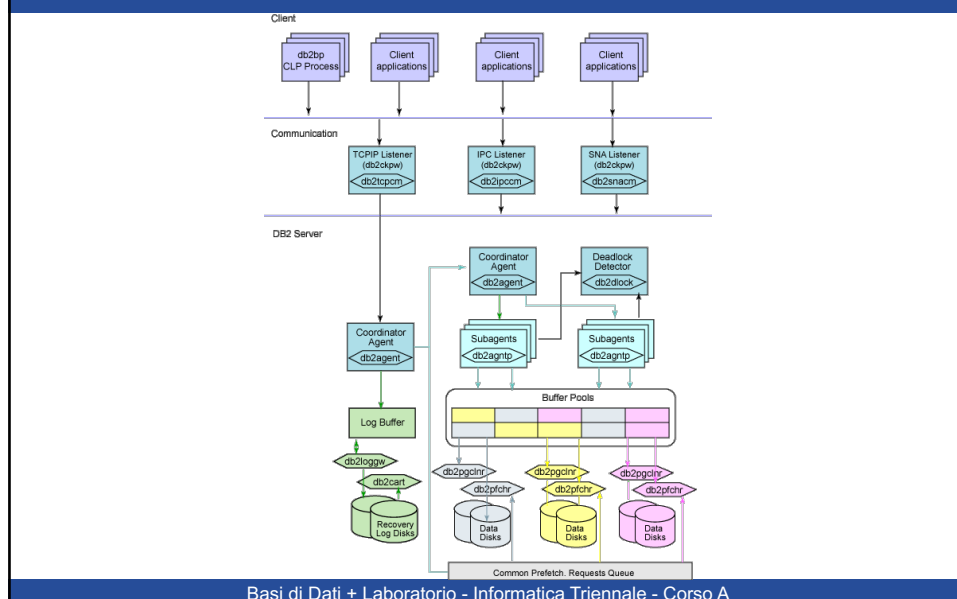 Client
db2bp
CLP Process
Client
applications
Client
applications
Client
applications
Communication
TCPIP Listener
(db2ckpw)
db2tcpcm
IPC Listener
(db2ckpw)
db2ipccm
SNA Listener
(db2ckpw)
db2snacm
DB2 Server
Coordinator
Agent
db2agent
Deadlock
Detector
db2dlock
Coordinator
Agent
db2agent
Subagents
db2agntp
Subagents
db2agntp
Buffer Pools
Log Buffer
db2loggw
db2cart
Recovery
Log Disks
db2pgclnr
db2pfchr
Data
Disks
db2pgclnr
db2pfchr
Data
Disks
db2pgclnr
db2pfchr
Data
Disks
Common Prefetch. Requests Queue
Basi di Dati + Laboratorio - Informatica Triennale - Corso A